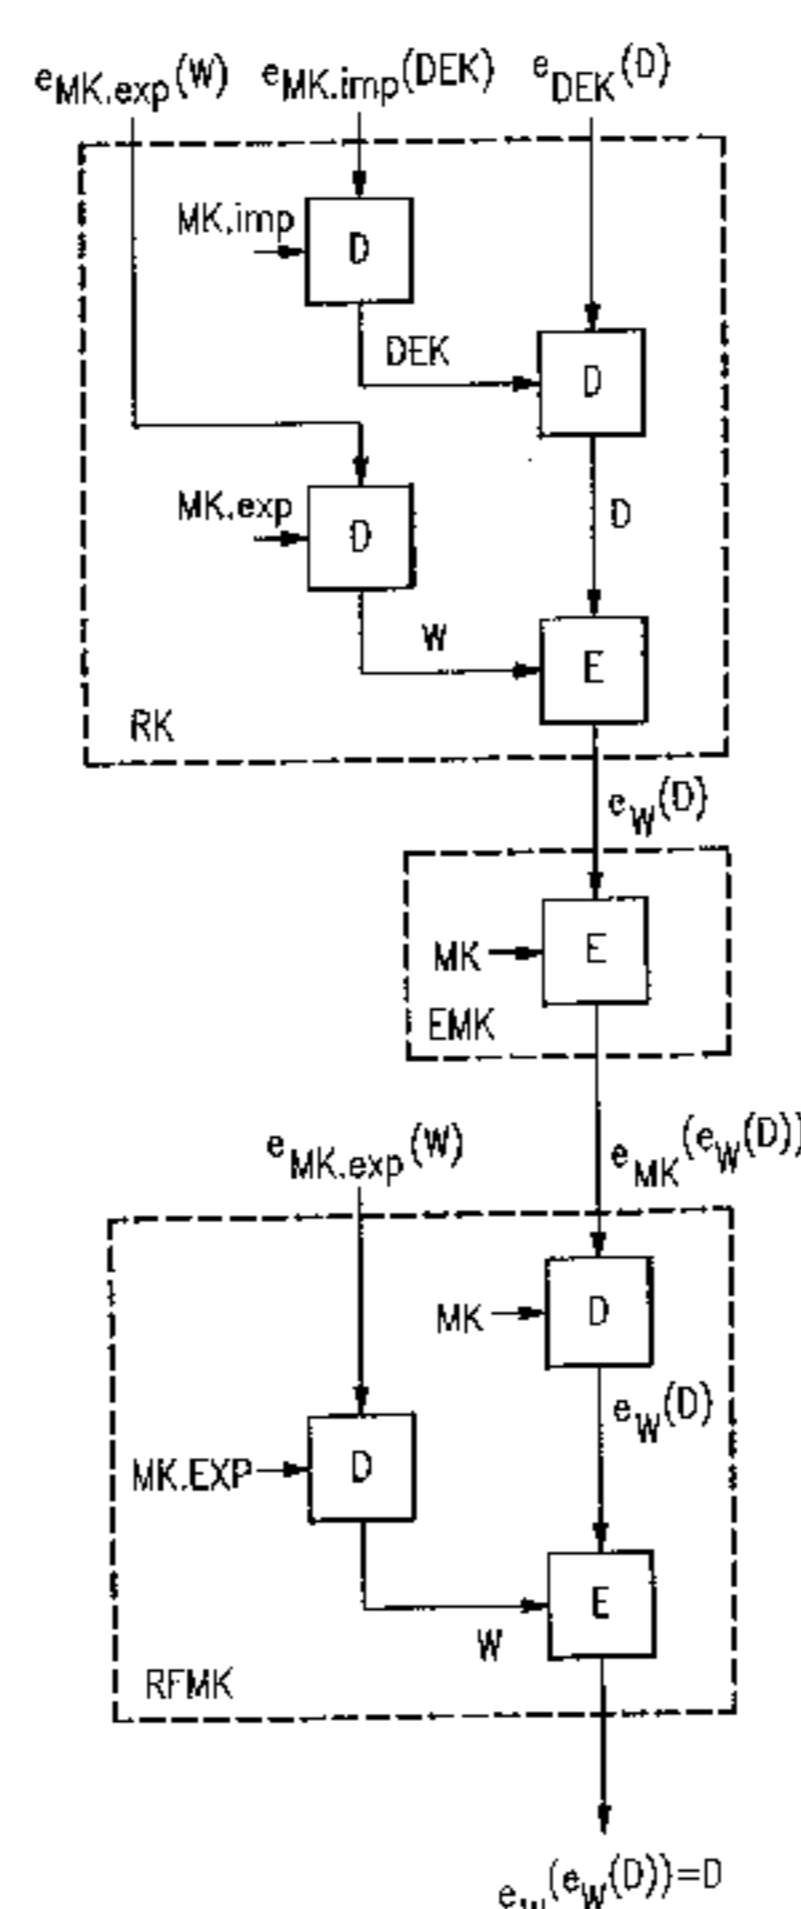 eMK.exp(W) eMK.imp(DEK) eDEK(D)
MK.imp
D
DEK
D
MK.exp
D
D
W
E
RK
eW(D)
MK
E
EMK
eMK.exp(W)
eMK(eW(D))
MK
D
eW(D)
MK.EXP
D
E
W
RFMK
eW(eW(D))=D